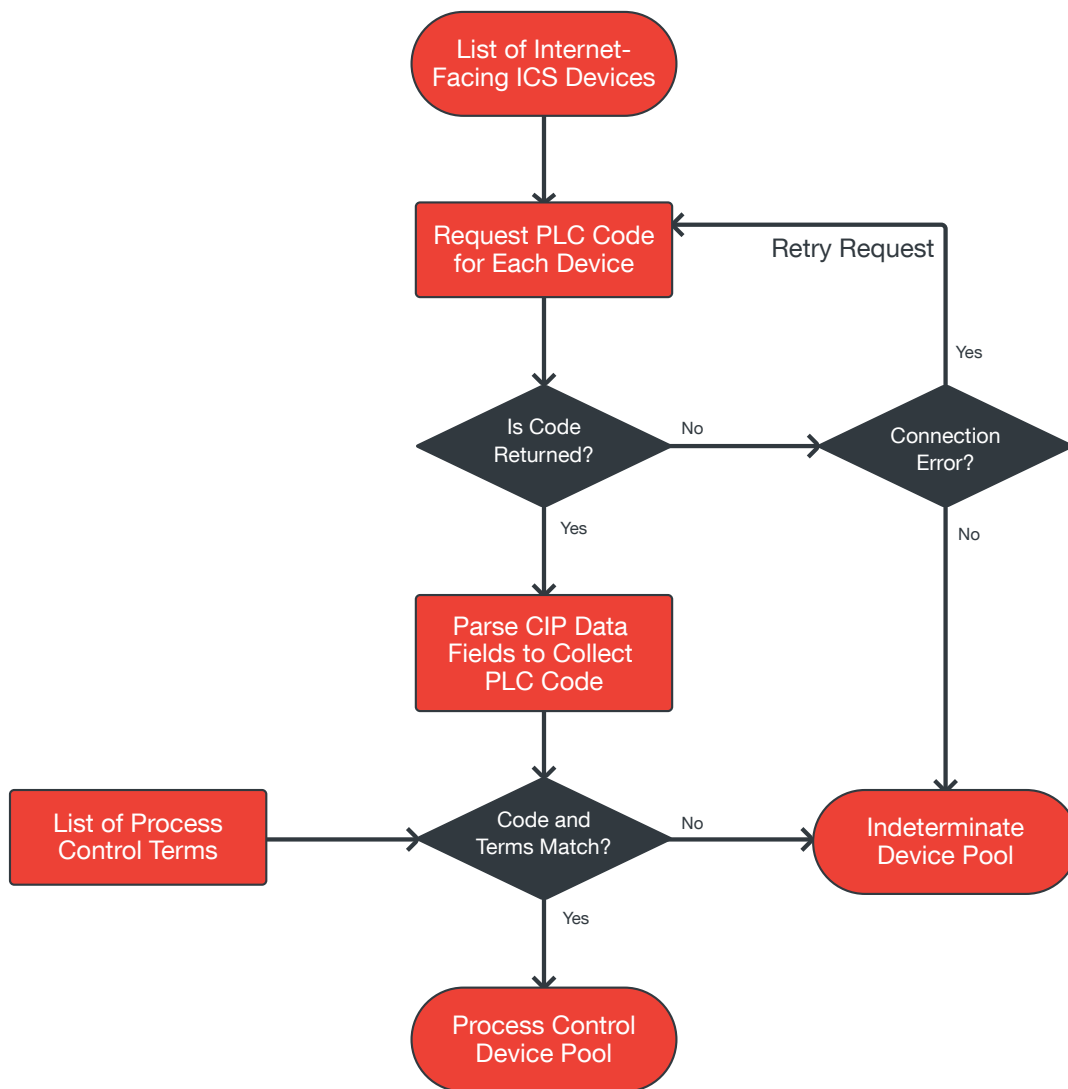 List of Internet-
Facing ICS Devices
Request PLC Code
for Each Device
Retry Request
Yes
Is Code
Returned?
No
Connection
Error?
Yes
No
Parse CIP Data
Fields to Collect
PLC Code
List of Process
Control Terms
Code and
Terms Match?
No
Indeterminate
Device Pool
Yes
Process Control
Device Pool